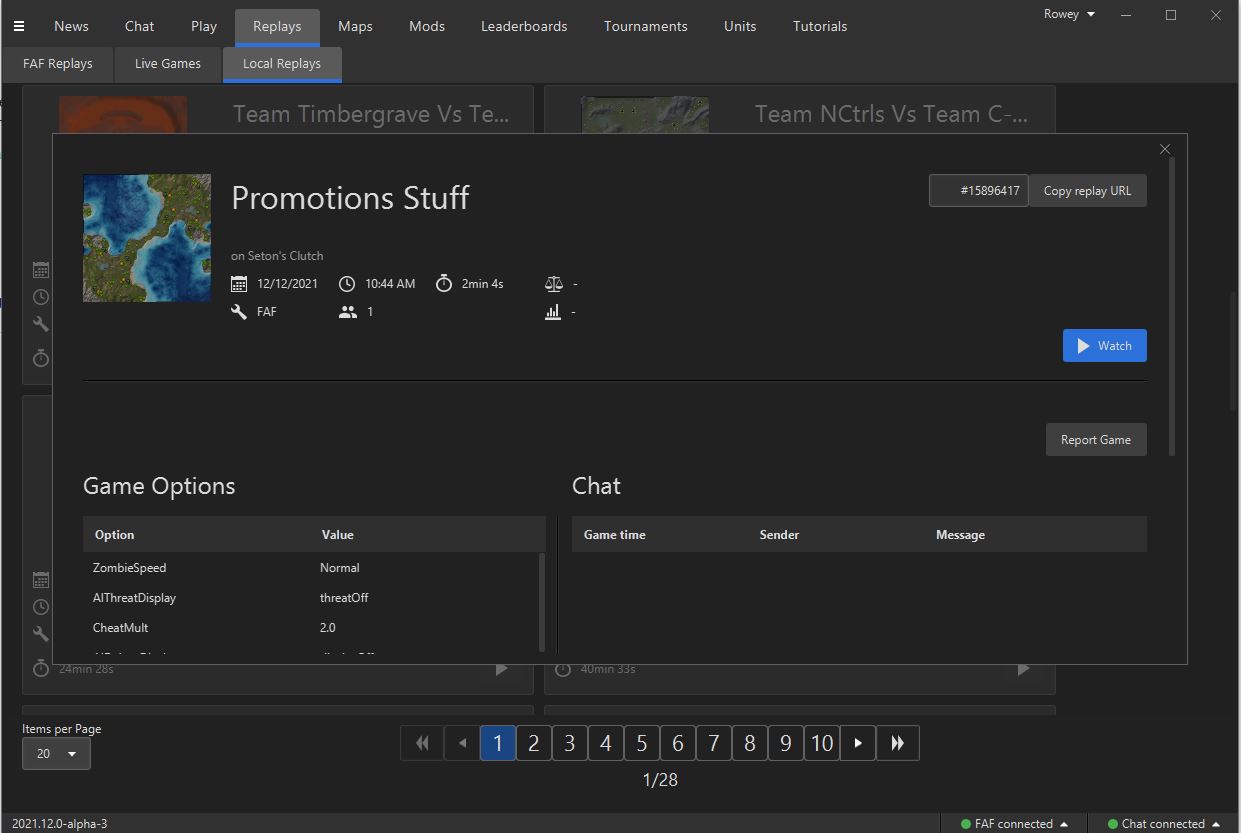 News Chat Play Replays Maps Mods Leaderboards Tournaments Units Tutorials Rowey
FAF Replays Live Games Local Replays
Team Timbergrave Vs Te... Team NCtrls Vs Team C-...
Promotions Stuff
#15896417 Copy replay URL
on Seton's Clutch
12/12/2021 10:44 AM 2min 4s -
FAF 1 -
Watch
Report Game
Game Options Chat
Option Value Game time Sender Message
ZombieSpeed Normal
AIThreatDisplay threatOff
CheatMult 2.0
24min 28s 40min 33s
Items per Page
20 1 2 3 4 5 6 7 8 9 10
1/28
2021.12.0-alpha-3 FAF connected Chat connected